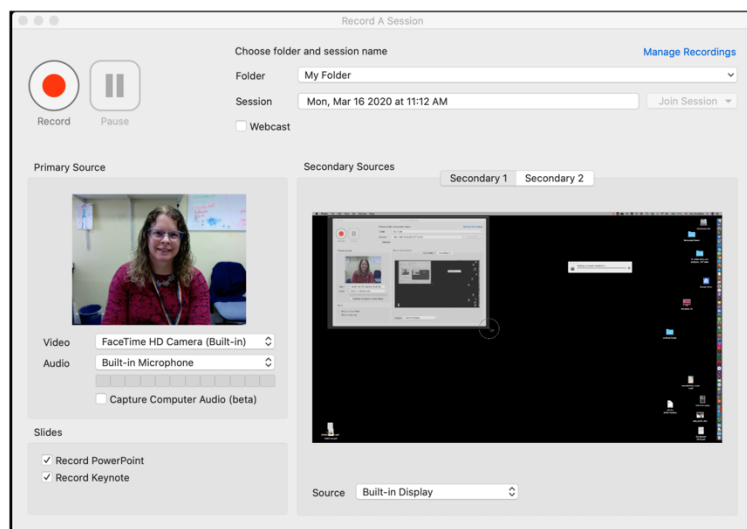 Record A Session
Choose folder and session name
Manage Recordings
Folder
My Folder
Session
Mon, Mar 16 2020 at 11:12 AM
Join Session
Record
Pause
Webcast
Primary Source
Secondary Sources
Secondary 1
Secondary 2
Video
FaceTime HD Camera (Built-in)
Audio
Built-in Microphone
Capture Computer Audio (beta)
Slides
Record PowerPoint
Record Keynote
Source
Built-in Display